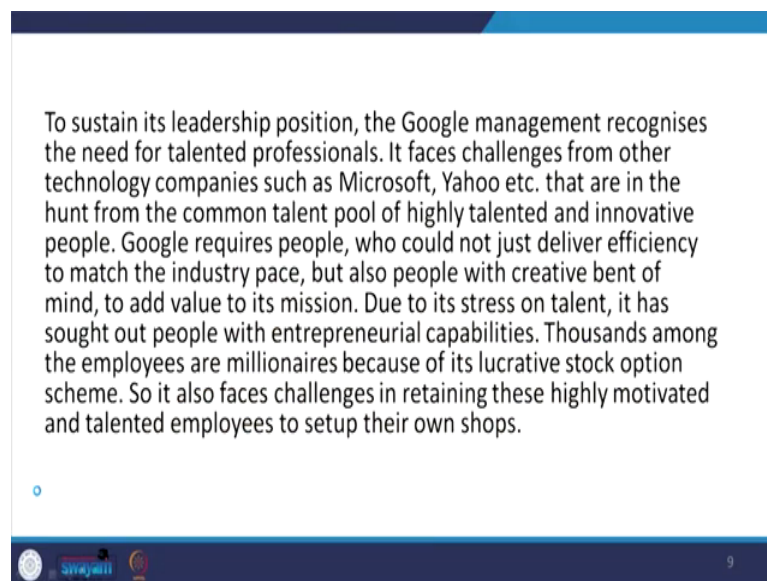 To sustain its leadership position, the Google management recognises
the need for talented professionals. It faces challenges from other
technology companies such as Microsoft, Yahoo etc. that are in the
hunt from the common talent pool of highly talented and innovative
people. Google requires people, who could not just deliver efficiency
to match the industry pace, but also people with creative bent of
mind, to add value to its mission. Due to its stress on talent, it has
sought out people with entrepreneurial capabilities. Thousands among
the employees are millionaires because of its lucrative stock option
scheme. So it also faces challenges in retaining these highly motivated
and talented employees to setup their own shops.
swayam
9